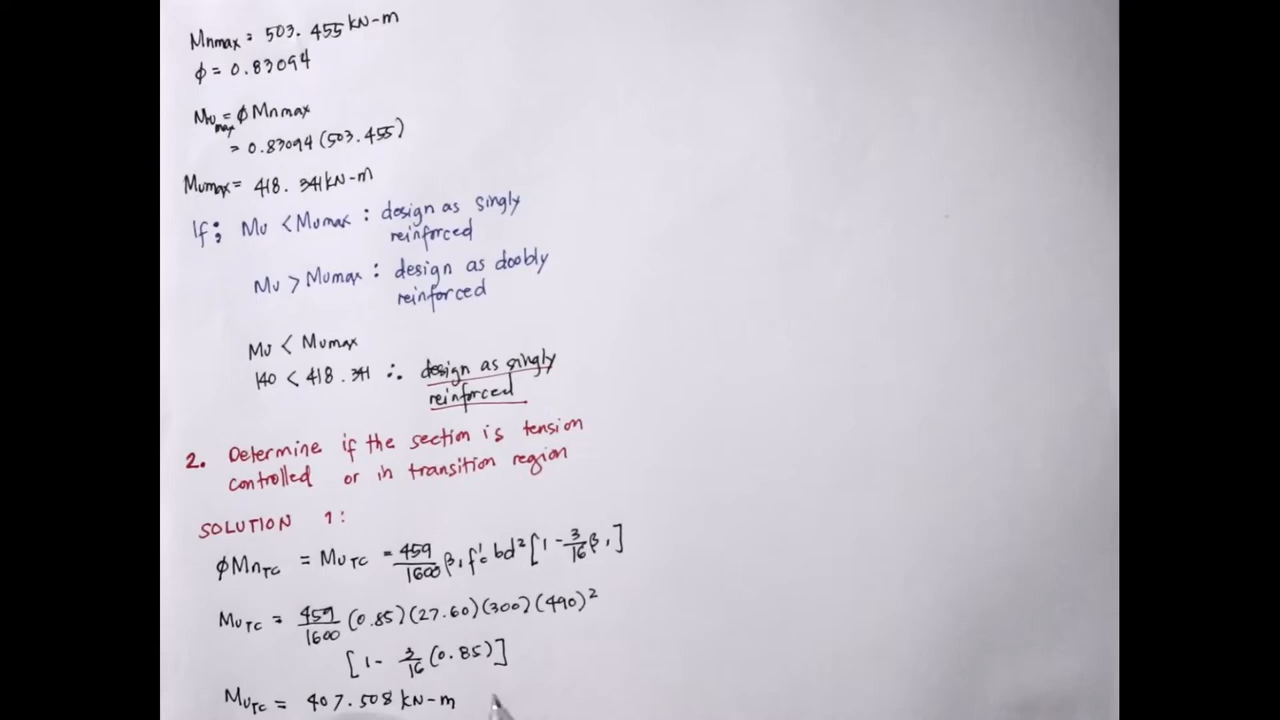 Mnmax = 503.455 kN-m
ϕ = 0.83094
Mu max = ϕ Mnmax
= 0.83094 (503.455)
Mumax = 418.341 kN-m
If; Mu < Mumax : design as singly
reinforced
Mu > Mumax : design as doobly
reinforced
Mu < Mumax
140 < 418.341 ∴ design as singly
reinforced
2. Determine if the section is tension
controlled or in transition region
SOLUTION 1:
ϕMnTC = MuTC = 459/1600 β₁ f'c bd² [1 - 3/16 β₁]
MuTC = 459/1600 (0.85)(27.60)(300)(490)²
[1 - 3/16 (0.85)]
MuTC = 407.508 kN-m